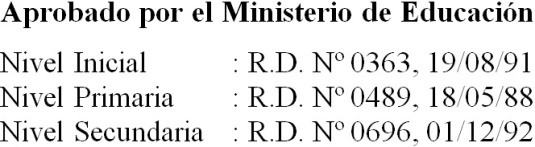 Aprobado por el Ministerio de Educación
Nivel Inicial : R.D. Nº 0363, 19/08/91
Nivel Primaria : R.D. Nº 0489, 18/05/88
Nivel Secundaria : R.D. Nº 0696, 01/12/92